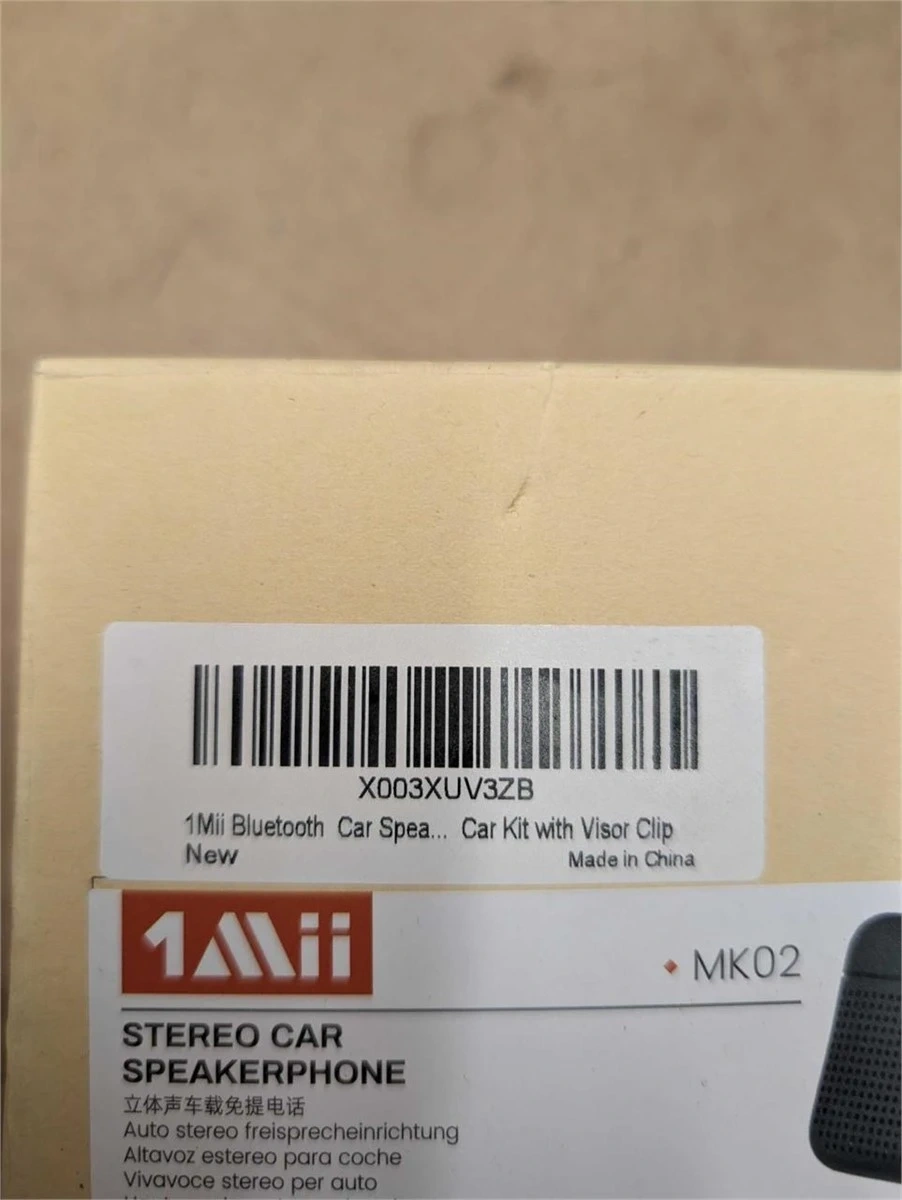 X003XUV3ZB
1Mii Bluetooth Car Spea... Car Kit with Visor Clip
New Made in China
1Mii
MK02
STEREO CAR
SPEAKERPHONE
立体声车载免提电话
Auto stereo freisprecheinrichtung
Altavoz estereo para coche
Vivavoce stereo per auto